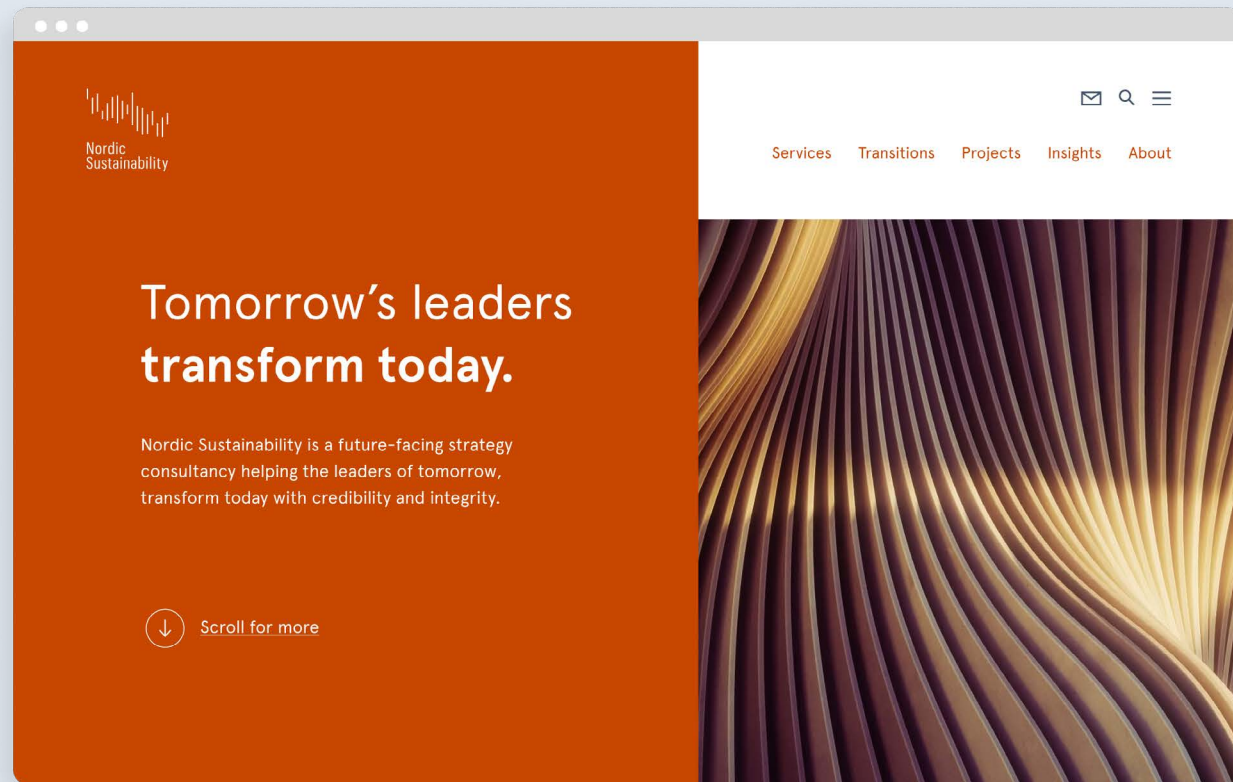 Nordic
Sustainability
Services Transitions Projects Insights About
Tomorrow’s leaders
transform today.
Nordic Sustainability is a future-facing strategy
consultancy helping the leaders of tomorrow,
transform today with credibility and integrity.
Scroll for more